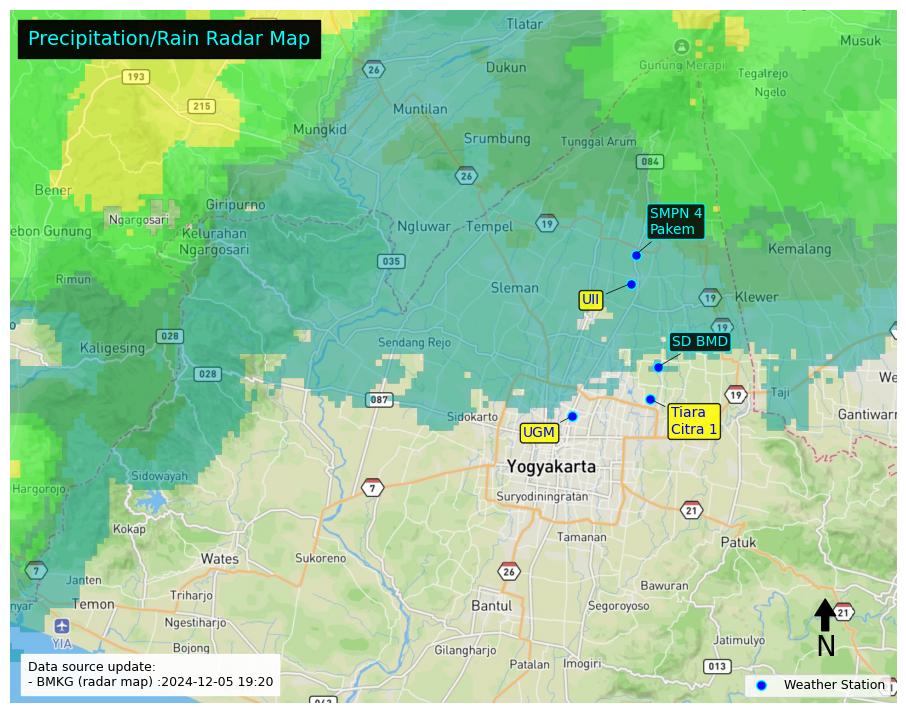 Precipitation/Rain Radar Map
Tlatar
Musuk
26
Dukun
Gunung Merapi
Tegalrejo
Ngelo
193
215
Muntilan
Mungkid
Srumbung
Tunggal Arum
084
26
Bener
Giripurno
Ngargosari
SMPN 4
Pakem
ebon Gunung
Kelurahan
Ngargosari
Ngluwar
Tempel
19
Kemalang
035
Rimun
Sleman
UII
19
Klewer
19
028
Kaligesing
Sendang Rejo
SD BMD
028
We
087
19
Taji
Sidokarto
UGM
Tiara
Citra 1
Gantiwarn
Yogyakarta
Sidowayah
Hargorojo
7
Suryodiningratan
21
Kokap
Tamanan
Patuk
Wates
Sukoreno
7
Janten
26
Bawuran
nyar
Temon
Triharjo
Bantul
Segoroyoso
21
Ngestiharjo
YIA
N
Bojong
Gilangharjo
Jatimulyo
Patalan
Imogiri
013
Data source update:
- BMKG (radar map) :2024-12-05 19:20
Weather Station